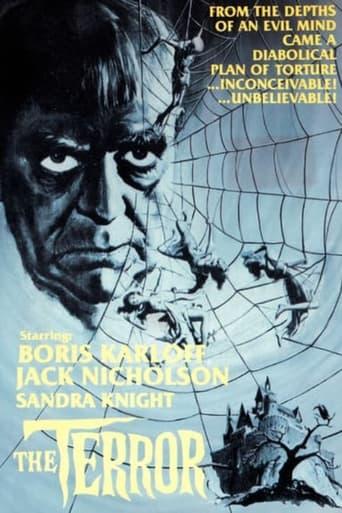 FROM THE DEPTHS
OF AN EVIL MIND
CAME A
DIABOLICAL
PLAN OF TORTURE
...INCONCEIVABLE!
...UNBELIEVABLE!
Starring:
BORIS KARLOFF
JACK NICHOLSON
SANDRA KNIGHT
THE TERROR